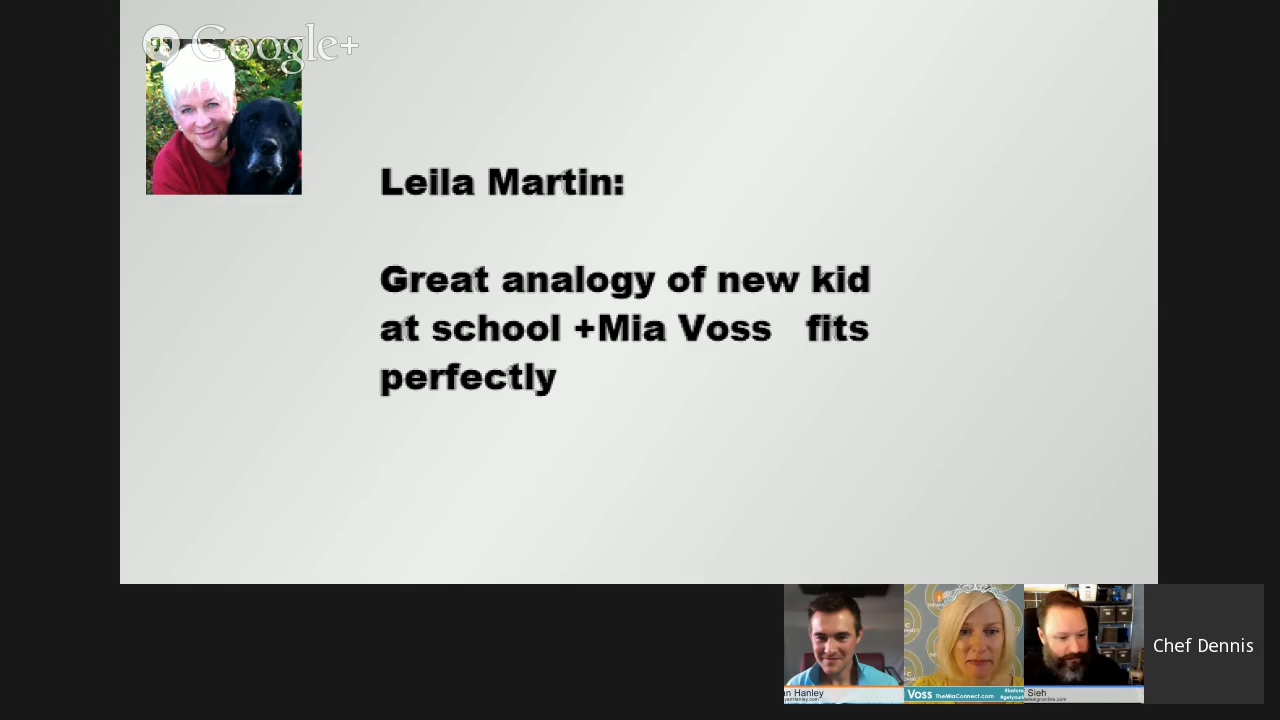 Google+
Leila Martin:
Great analogy of new kid
at school +Mia Voss fits
perfectly
Chef Dennis
an Hanley
Voss TheMiaConnect.com
Sieh